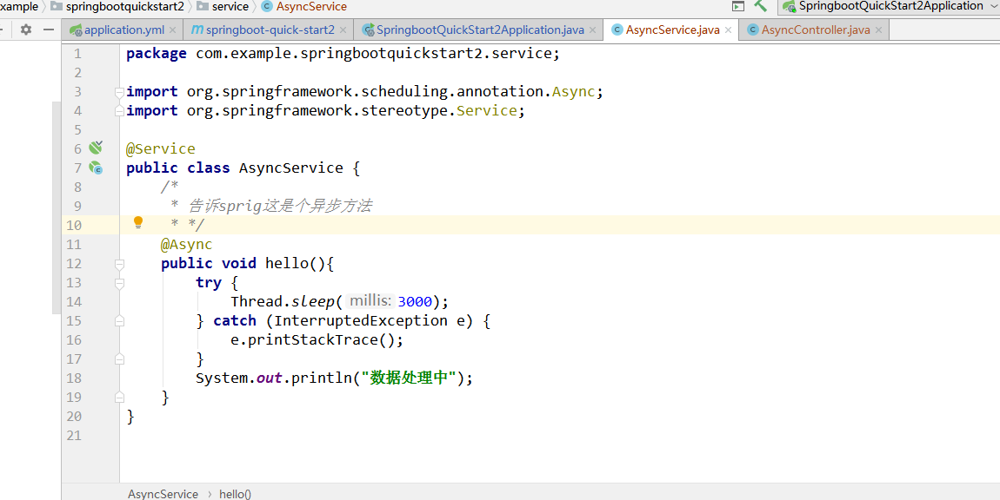 xample springbootquickstart2 service AsyncService SpringbootQuickStart2Application
application.yml springboot-quick-start2 SpringbootQuickStart2Application.java AsyncService.java AsyncController.java
1 package com.example.springbootquickstart2.service;
2
3 import org.springframework.scheduling.annotation.Async;
4 import org.springframework.stereotype.Service;
5
6 @Service
7 public class AsyncService {
8 /*
9 * 告诉sprig这是个异步方法
10 * */
11 @Async
12 public void hello(){
13 try {
14 Thread.sleep( millis: 3000);
15 } catch (InterruptedException e) {
16 e.printStackTrace();
17 }
18 System.out.println("数据处理中");
19 }
20 }
21
AsyncService › hello()